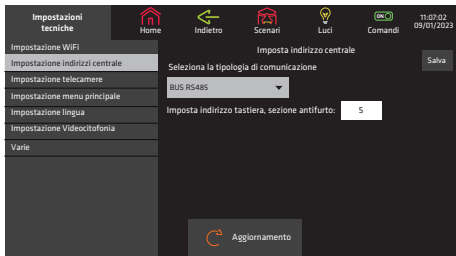 Impostazioni
tecniche
Home
Indietro
Scenari
Luci
ON
Comandi
11:07:02
09/01/2023
Impostazione WiFi
Impostazione indirizzi centrale
Impostazione telecamere
Impostazione menu principale
Impostazione lingua
Impostazione Videocitofonia
Varie
Imposta indirizzo centrale
Salva
Seleziona la tipologia di comunicazione
BUS RS485
Imposta indirizzo tastiera, sezione antifurto: 5
Aggiornamento